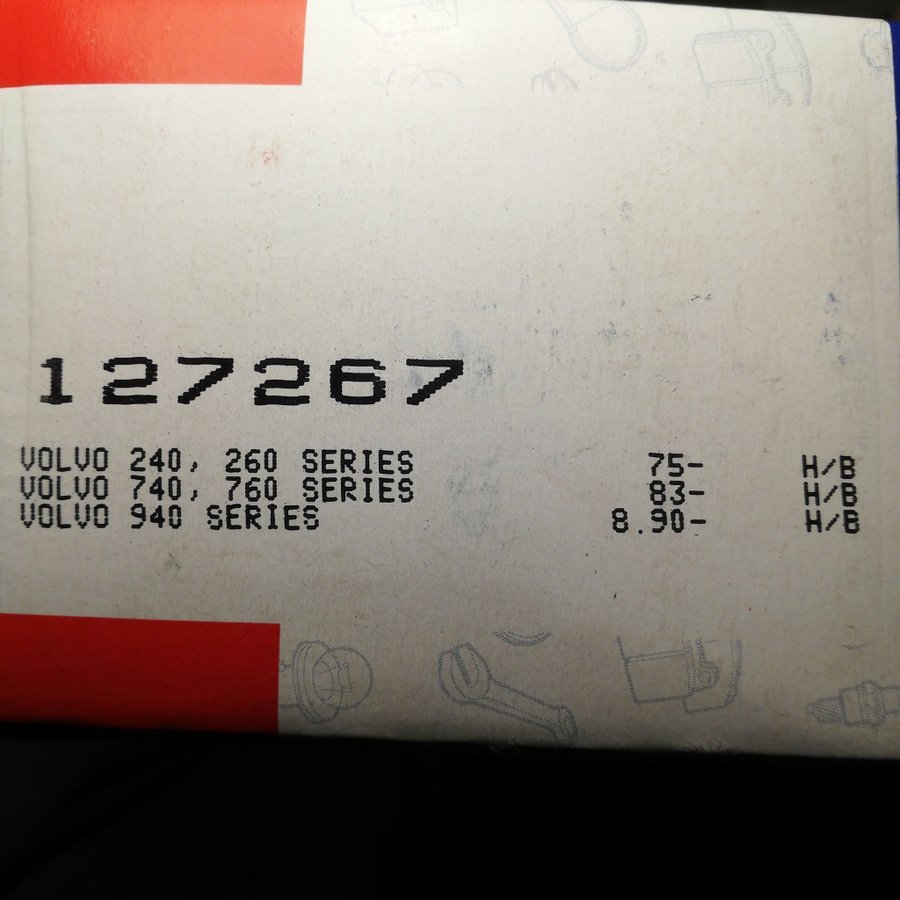 127267
VOLVO 240, 260 SERIES 75- H/B
VOLVO 740, 760 SERIES 83- H/B
VOLVO 940 SERIES 8.90- H/B